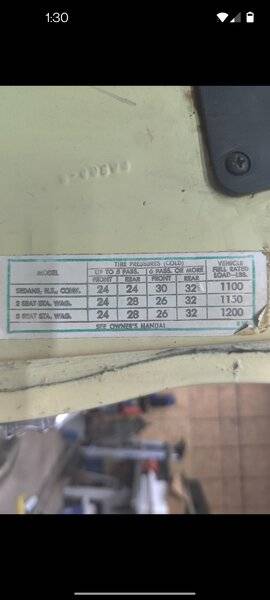 1:30
TIRE PRESSURES (COLD)
MODEL UP TO 5 PASS. 6 PASS. OR MORE VEHICLE FULL RATED LOAD-LBS.
FRONT REAR FRONT REAR
SEDANS, H.T., CONV. 24 24 30 32 1100
2 SEAT STA. WAG. 24 28 26 32 1150
3 SEAT STA. WAG. 24 28 26 32 1200
SEE OWNER'S MANUAL